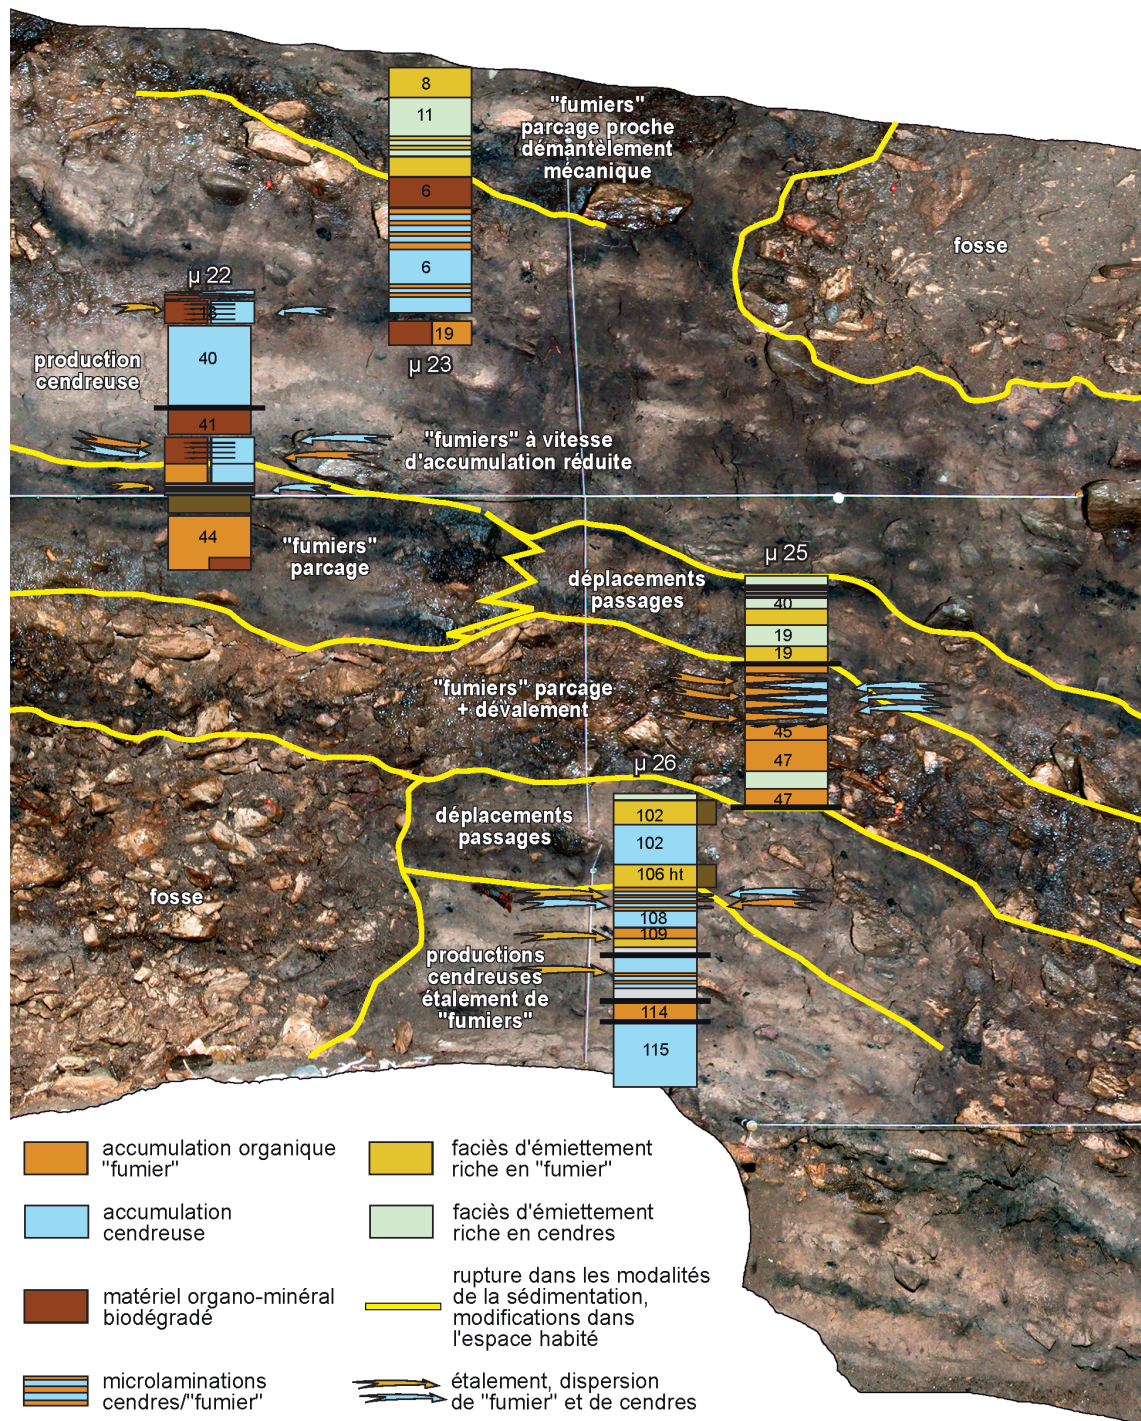 8
11
"fumiers"
parcage proche
démantèlement
mécanique
6
fosse
6
µ 22
19
µ 23
production
cendreuse
40
41
"fumiers" à vitesse
d'accumulation réduite
44
"fumiers"
parcage
µ 25
déplacements
passages
40
19
19
"fumiers" parcage
+ dévalement
45
47
47
µ 26
déplacements
passages
102
102
106 ht
fosse
108
109
productions
cendreuses
étalement de
"fumiers"
114
115
accumulation organique
"fumier"
faciès d'émiettement
riche en "fumier"
accumulation
cendreuse
faciès d'émiettement
riche en cendres
matériel organo-minéral
biodégradé
rupture dans les modalités
de la sédimentation,
modifications dans
l'espace habité
microlaminations
cendres/"fumier"
étalement, dispersion
de "fumier" et de cendres